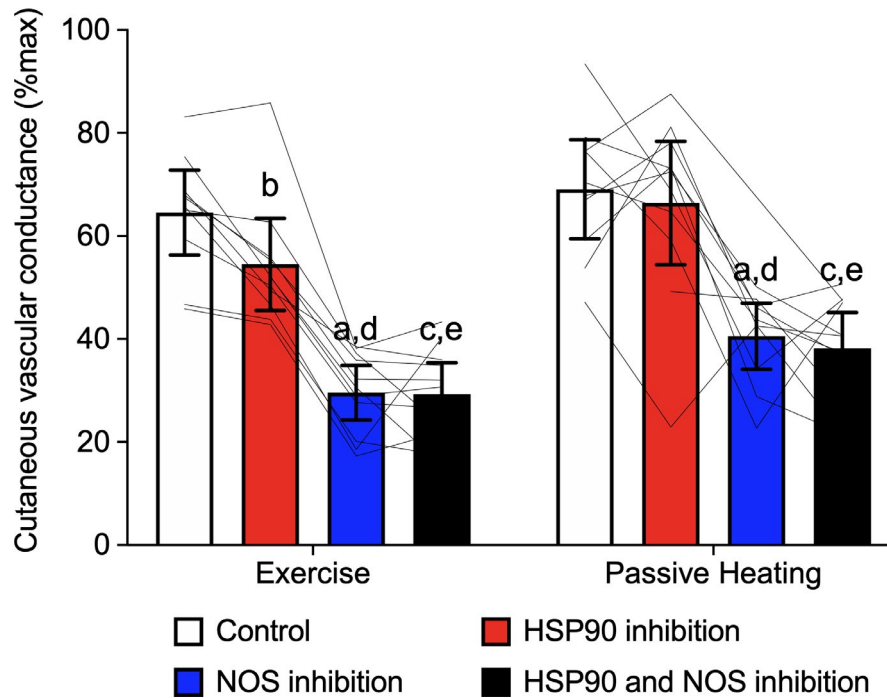 Cutaneous vascular conductance (%max)
100
80
60
40
20
0
b
a,d
c,e
a,d
c,e
Exercise
Passive Heating
Control
HSP90 inhibition
NOS inhibition
HSP90 and NOS inhibition